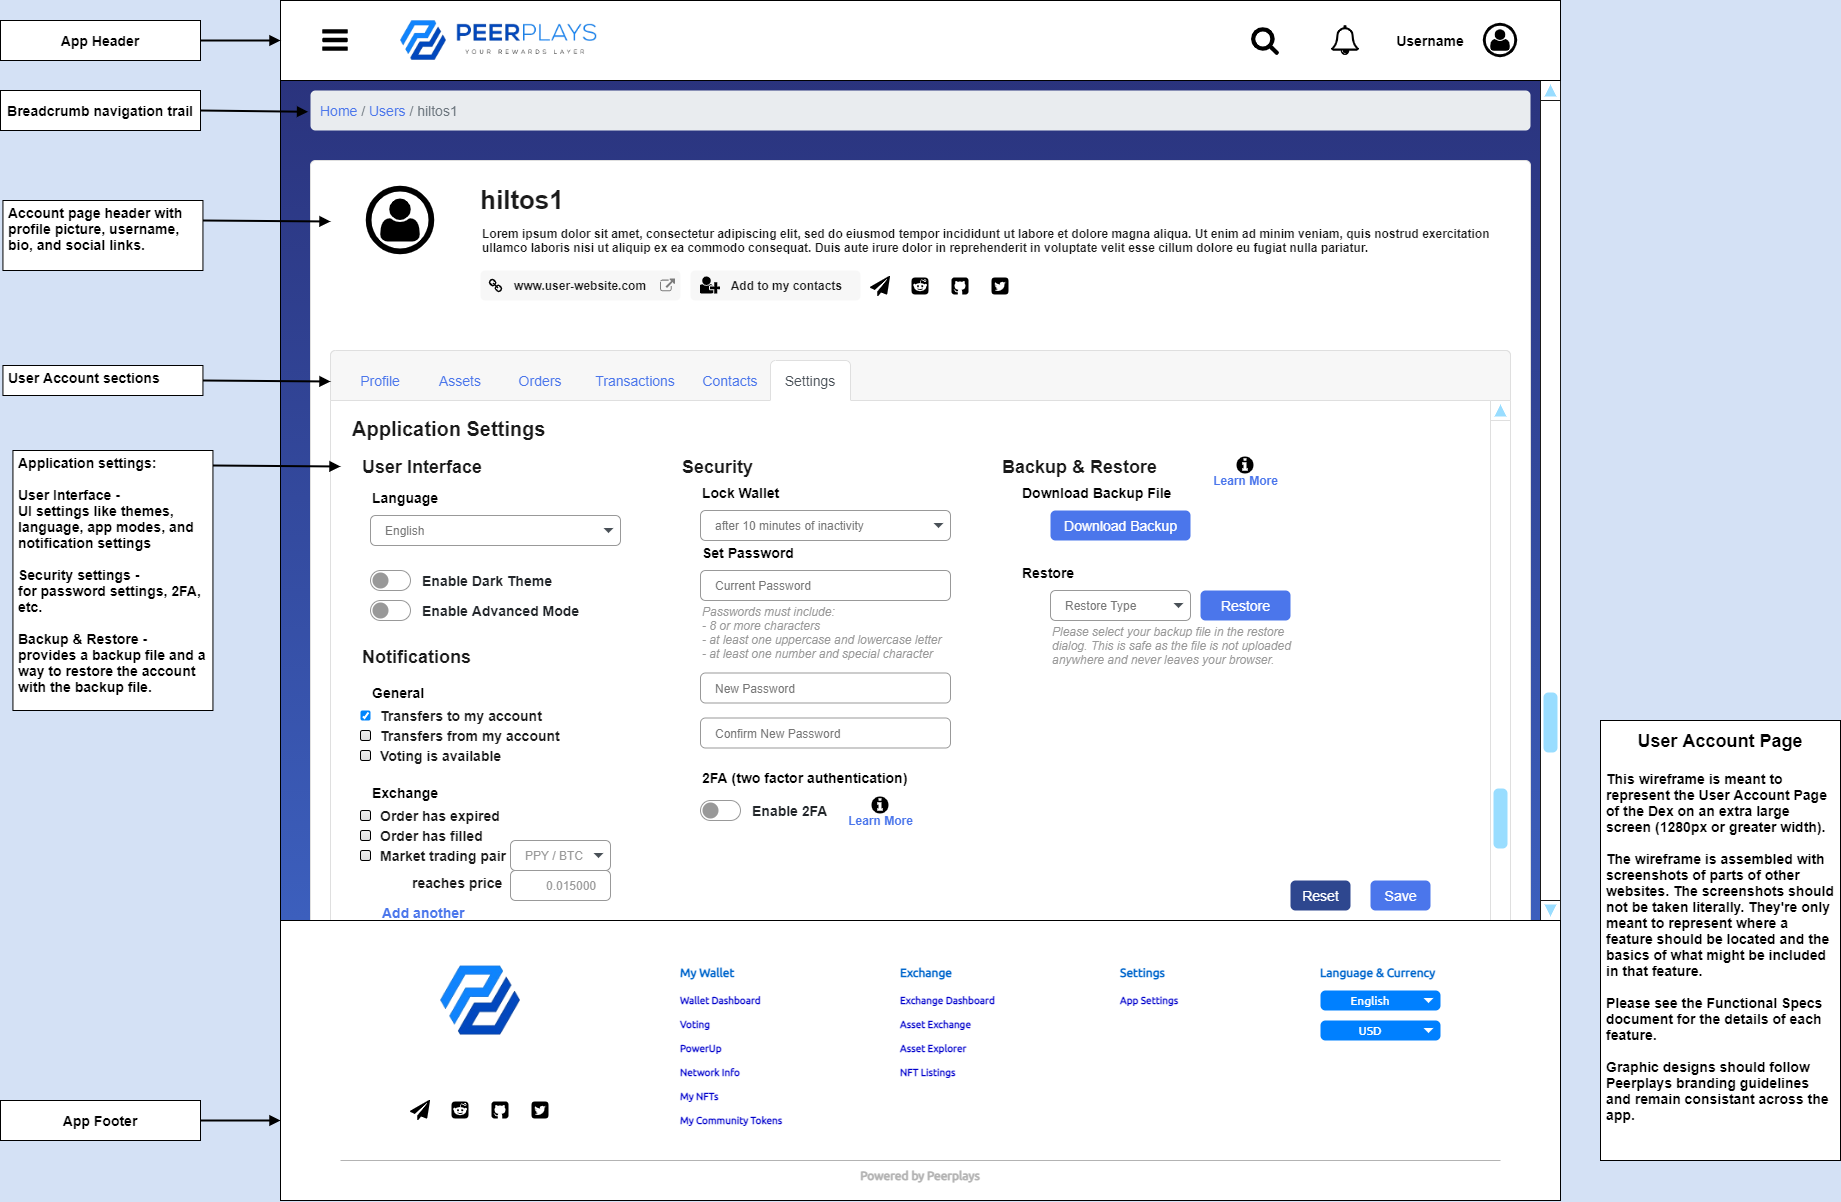 App Header
PEERPLAYS
YOUR REWARDS LAYER
Username
Breadcrumb navigation trail
Home / Users / hiltos1
Account page header with
profile picture, username,
bio, and social links.
hiltos1
Lorem ipsum dolor sit amet, consectetur adipiscing elit, sed do eiusmod tempor incididunt ut labore et dolore magna aliqua. Ut enim ad minim veniam, quis nostrud exercitation
ullamco laboris nisi ut aliquip ex ea commodo consequat. Duis aute irure dolor in reprehenderit in voluptate velit esse cillum dolore eu fugiat nulla pariatur.
www.user-website.com
Add to my contacts
User Account sections
Profile
Assets
Orders
Transactions
Contacts
Settings
Application settings:
User Interface -
UI settings like themes,
language, app modes, and
notification settings
Security settings -
for password settings, 2FA,
etc.
Backup & Restore -
provides a backup file and a
way to restore the account
with the backup file.
Application Settings
User Interface
Language
English
Enable Dark Theme
Enable Advanced Mode
Notifications
General
Transfers to my account
Transfers from my account
Voting is available
Exchange
Order has expired
Order has filled
Market trading pair
PPY / BTC
reaches price
0.015000
Add another
Security
Lock Wallet
after 10 minutes of inactivity
Set Password
Current Password
Passwords must include:
- 8 or more characters
- at least one uppercase and lowercase letter
- at least one number and special character
New Password
Confirm New Password
2FA (two factor authentication)
Enable 2FA
Learn More
Backup & Restore
Learn More
Download Backup File
Download Backup
Restore
Restore Type
Restore
Please select your backup file in the restore
dialog. This is safe as the file is not uploaded
anywhere and never leaves your browser.
Reset
Save
User Account Page
This wireframe is meant to
represent the User Account Page
of the Dex on an extra large
screen (1280px or greater width).
The wireframe is assembled with
screenshots of parts of other
websites. The screenshots should
not be taken literally. They're only
meant to represent where a
feature should be located and the
basics of what might be included
in that feature.
Please see the Functional Specs
document for the details of each
feature.
Graphic designs should follow
Peerplays branding guidelines
and remain consistant across the
app.
App Footer
My Wallet
Wallet Dashboard
Voting
PowerUp
Network Info
My NFTs
My Community Tokens
Exchange
Exchange Dashboard
Asset Exchange
Asset Explorer
NFT Listings
Settings
App Settings
Language & Currency
English
USD
Powered by Peerplays